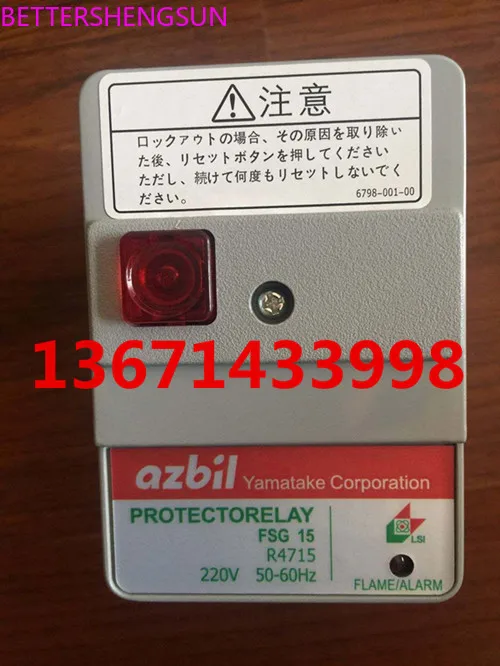 BETTERSHENGSUN
注意
ロックアウトの場合、その原因を取り除い
た後、リセットボタンを押してください
ただし、続けて何度もリセットしないでく
ださい。
6798-001-00
13671433998
azbil Yamatake Corporation
PROTECTORELAY
FSG 15
R4715
220V 50-60Hz
LSI
FLAME/ALARM